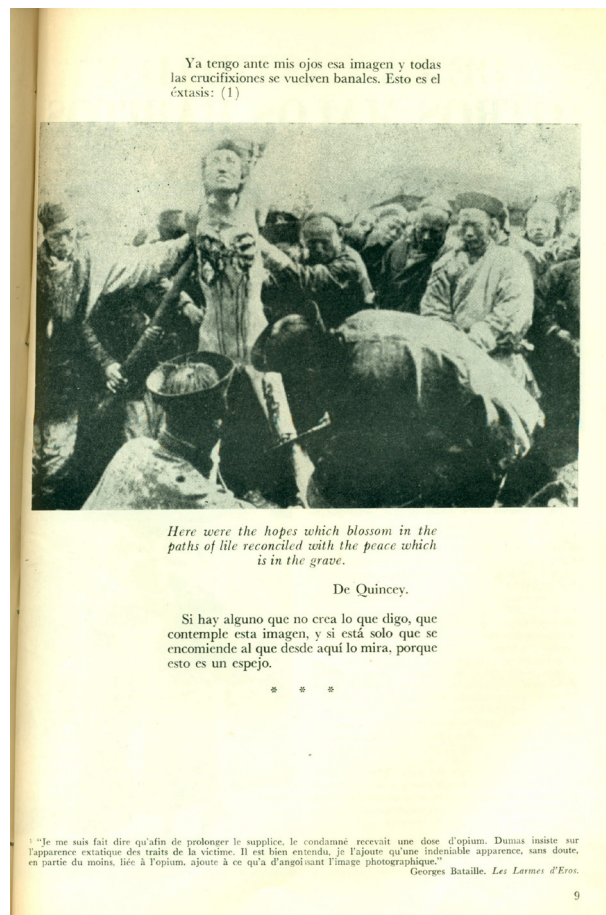 Ya tengo ante mis ojos esa imagen y todas
las crucifixiones se vuelven banales. Esto es el
éxtasis: (1)
Here were the hopes which blossom in the
paths of lile reconciled with the peace which
is in the grave.
De Quincey.
Si hay alguno que no crea lo que digo, que
contemple esta imagen, y si está solo que se
encomiende al que desde aquí lo mira, porque
esto es un espejo.
* * *
¹ "Je me suis fait dire qu'afin de prolonger le supplice, le condamné recevait une dose d'opium. Dumas insiste sur
l'apparence extatique des traits de la victime. Il est bien entendu, je l'ajoute qu'une indeniable apparence, sans doute,
en partie du moins, liée à l'opium, ajoute à ce qu'a d'angoissant l'image photographique."
Georges Bataille. Les Larmes d'Eros.
9